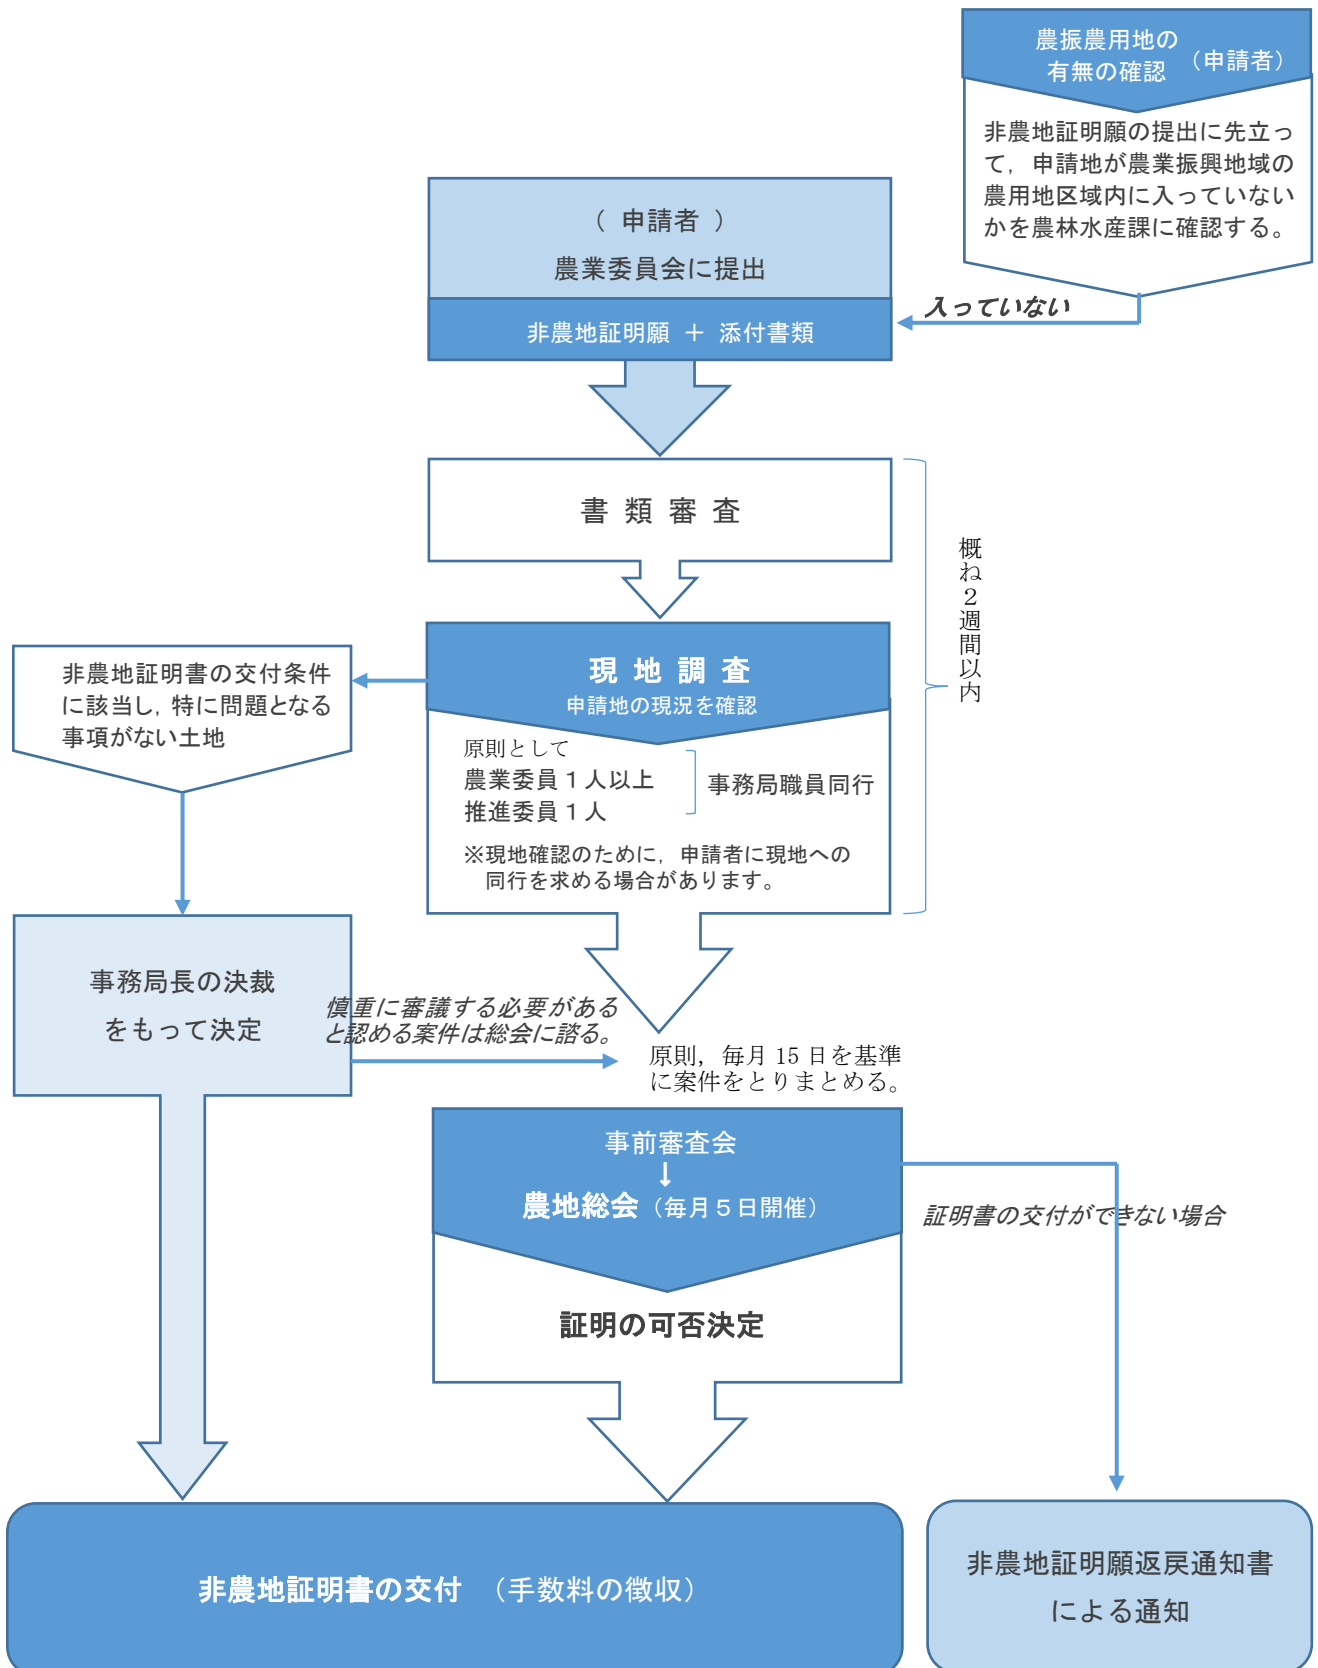 農振農用地の
有無の確認
（申請者）
非農地証明願の提出に先立っ
て，申請地が農業振興地域の
農用地区域内に入っていない
かを農林水産課に確認する。
入っていない
（ 申請者 ）
農業委員会に提出
非農地証明願 ＋ 添付書類
書 類 審 査
概ね２週間以内
現 地 調 査
申請地の現況を確認
原則として
農業委員１人以上
推進委員１人
事務局職員同行
※現地確認のために，申請者に現地への
同行を求める場合があります。
非農地証明書の交付条件
に該当し，特に問題となる
事項がない土地
事務局長の決裁
をもって決定
慎重に審議する必要がある
と認める案件は総会に諮る。
原則，毎月 15 日を基準
に案件をとりまとめる。
事前審査会
↓
農地総会（毎月５日開催）
証明書の交付ができない場合
証明の可否決定
非農地証明書の交付 （手数料の徴収）
非農地証明願返戻通知書
による通知